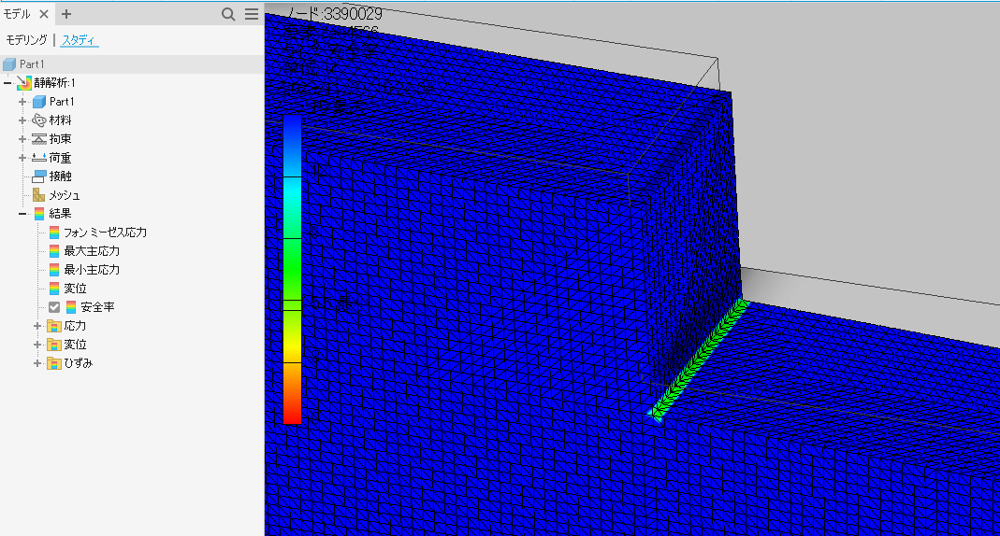 モデル
モデリング | スタディ
Part1
静解析:1
Part1
材料
拘束
荷重
接触
メッシュ
結果
フォン ミーゼス応力
最大主応力
最小主応力
変位
安全率
応力
変位
ひずみ
ノード:3390029